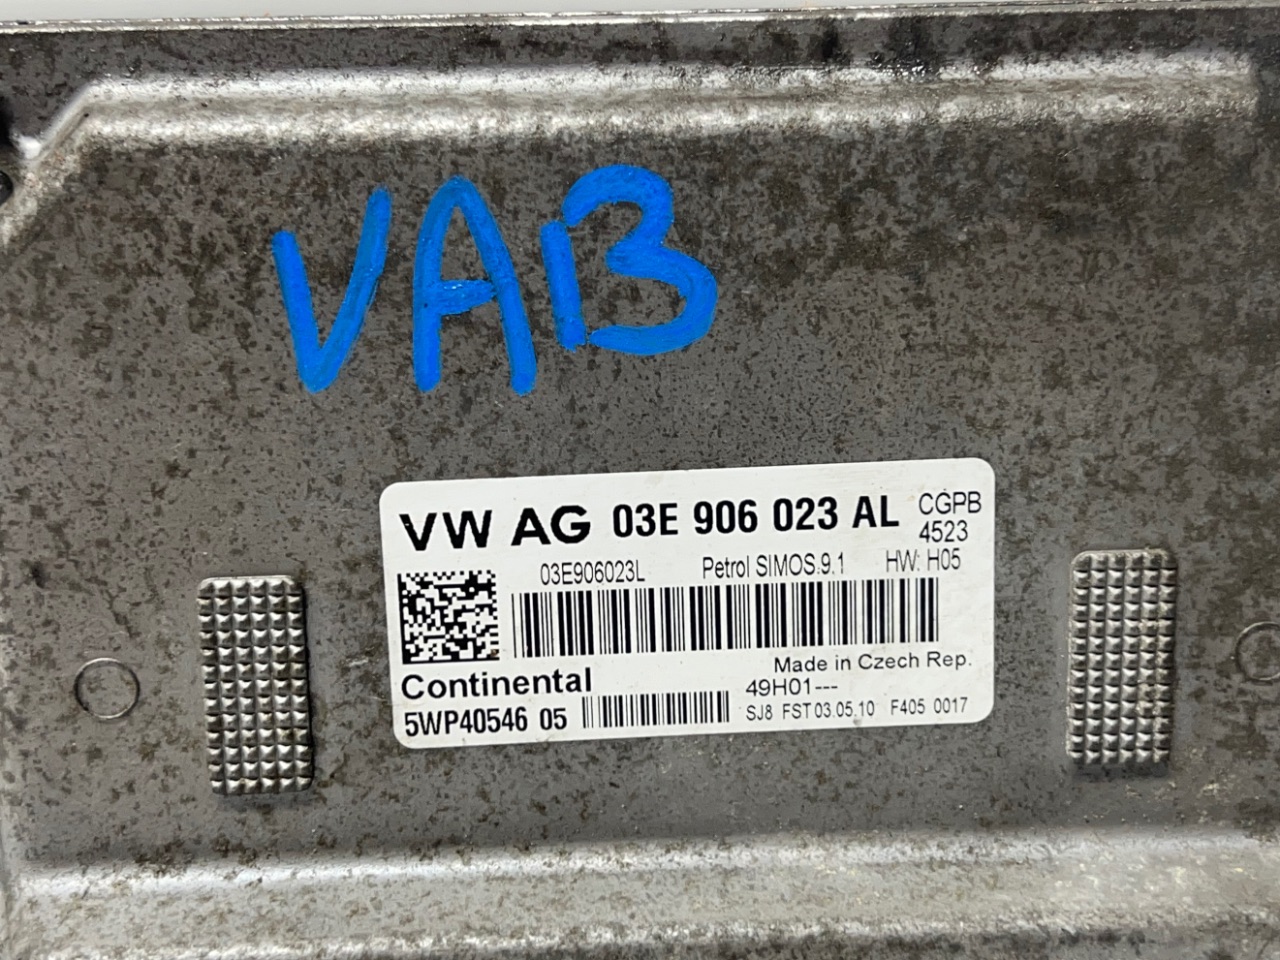 VAB
VW AG 03E 906 023 AL CGPB
4523
03E906023L Petrol SIMOS.9.1 HW: H05
Made in Czech Rep.
Continental 49H01---
5WP40546 05 SJ8 FST 03.05.10 F405 0017